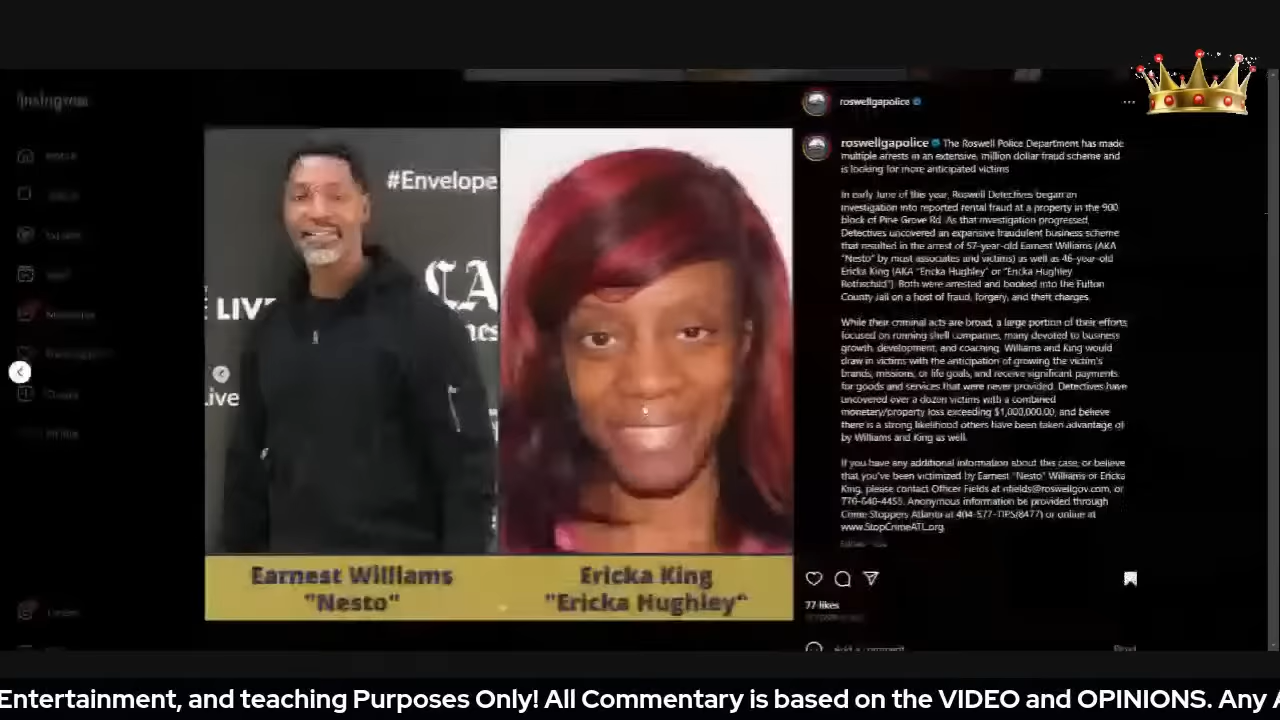 Instagram
roswellgapolice
roswellgapolice The Roswell Police Department has made
multiple arrests in an extensive, million dollar fraud scheme and
is looking for more anticipated victims
In early June of this year, Roswell Detectives began an
investigation into reported rental fraud at a property in the 900
block of Pine Grove Rd. As that investigation progressed,
Detectives uncovered an expansive fraudulent business scheme
that resulted in the arrest of 57-year-old Earnest Williams (AKA
"Nesto" by most associates and victims) as well as 46-year-old
Ericka King (AKA "Ericka Hughley" or "Ericka Hughley
Rothschild"). Both were arrested and booked into the Fulton
County Jail on a host of fraud, forgery, and theft charges.
While their criminal acts are broad, a large portion of their efforts
focused on running shell companies, many devoted to business
growth, development, and coaching. Williams and King would
draw in victims with the anticipation of growing the victim's
brands, missions, or life goals, and receive significant payments
for goods and services that were never provided. Detectives have
uncovered over a dozen victims with a combined
monetary/property loss exceeding $1,000,000.00, and believe
there is a strong likelihood others have been taken advantage of
by Williams and King as well.
If you have any additional information about this case, or believe
that you've been victimized by Earnest "Nesto" Williams or Ericka
King, please contact Officer Fields at nfields@roswellgov.com, or
770-640-4455. Anonymous information be provided through
Crime Stoppers Atlanta at 404-577-TIPS(8477) or online at
www.StopCrimeATL.org.
77 likes
Add a comment
Post
#Envelope
CA
LIVE
Live
Earnest Williams
"Nesto"
Ericka King
"Ericka Hughley"
Entertainment, and teaching Purposes Only! All Commentary is based on the VIDEO and OPINIONS. Any